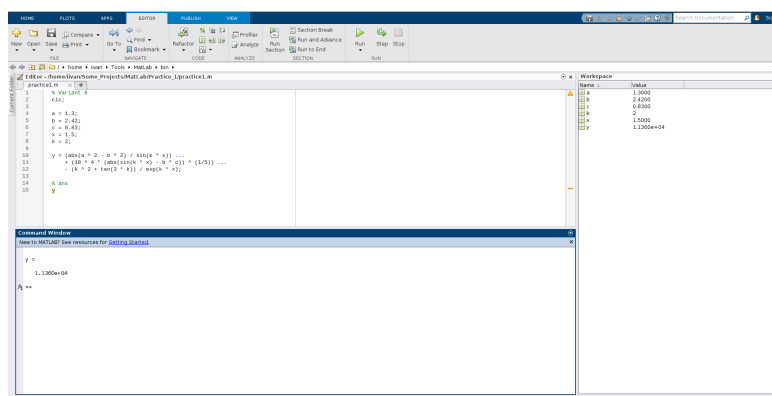 HOME PLOTS APPS EDITOR PUBLISH VIEW
Search Documentation
New Open Save Compare Print Go To Find Bookmark Refactor Profiler Analyze Run Section Section Break Run and Advance Run to End Run Step Stop
FILE NAVIGATE CODE ANALYZE SECTION RUN
/ home iivan Tools MatLab bin
Current Folder
Editor - /home/iivan/Some_Projects/MatLab/Practice_1/practice1.m
practice1.m
1 % Variant 8
2 clc;
3
4 a = 1.3;
5 b = 2.42;
6 c = 0.83;
7 x = 1.5;
8 k = 2;
9
10 y = (abs(a ^ 2 - b ^ 2) / sin(k * x)) ...
11 + (10 ^ 4 * (abs(sin(k * x) - b * c)) ^ (1/5)) ...
12 - (k ^ 2 + tan(3 * k)) / exp(k * x);
13
14 % ans
15 y
Workspace
Name Value
a 1.3000
b 2.4200
c 0.8300
k 2
x 1.5000
y 1.1360e+04
Command Window
New to MATLAB? See resources for Getting Started.
y =
1.1360e+04
fx >>